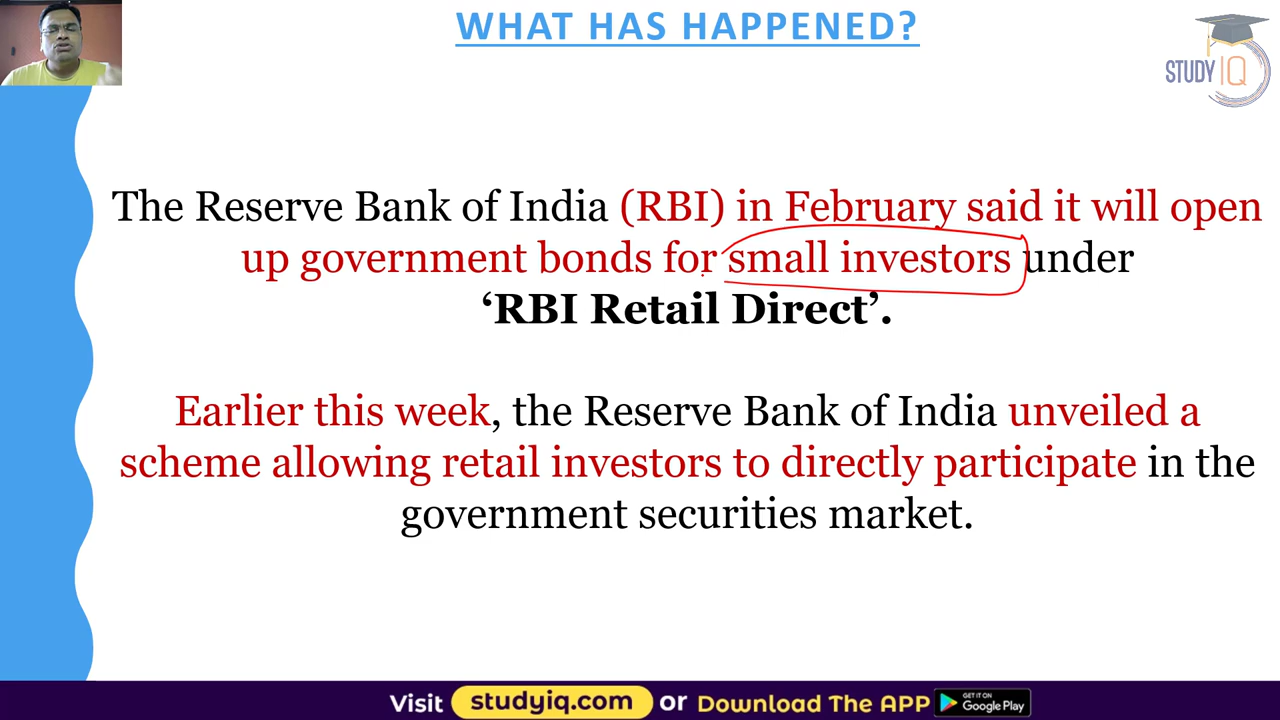 WHAT HAS HAPPENED?
STUDY IQ
The Reserve Bank of India (RBI) in February said it will open
up government bonds for small investors under
‘RBI Retail Direct’.
Earlier this week, the Reserve Bank of India unveiled a
scheme allowing retail investors to directly participate in the
government securities market.
Visit studyiq.com or Download The APP GET IT ON Google Play